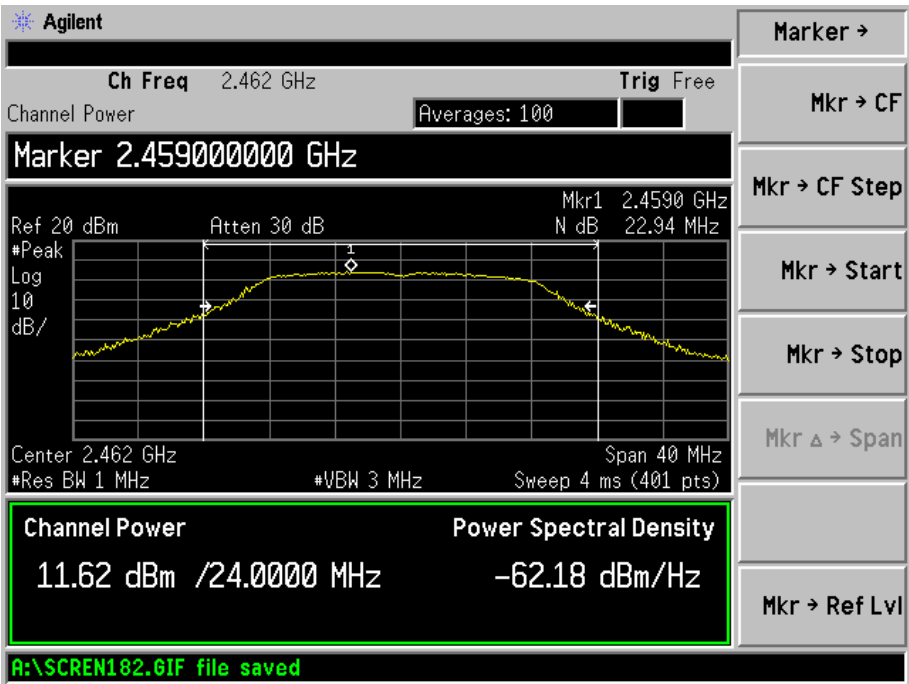 Agilent
Ch Freq 2.462 GHz Trig Free
Channel Power Averages: 100
Marker 2.459000000 GHz
Mkr1 2.4590 GHz
Ref 20 dBm Atten 30 dB N dB 22.94 MHz
#Peak
Log
10
dB/
1
Center 2.462 GHz Span 40 MHz
#Res BW 1 MHz #VBW 3 MHz Sweep 4 ms (401 pts)
Channel Power Power Spectral Density
11.62 dBm /24.0000 MHz -62.18 dBm/Hz
A:\SCREN182.GIF file saved
Marker →
Mkr → CF
Mkr → CF Step
Mkr → Start
Mkr → Stop
Mkr Δ → Span
Mkr → Ref Lvl